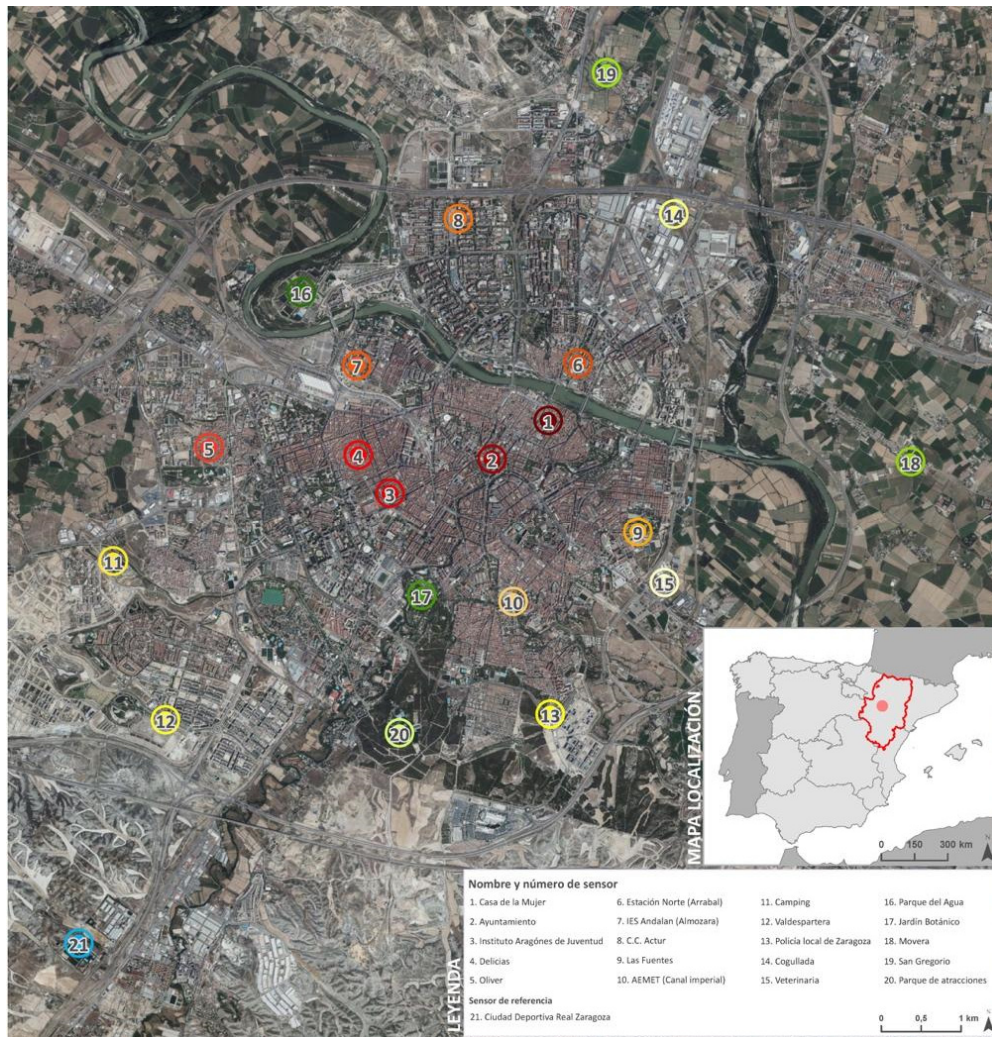 19
14
8
16
7
6
1
2
5
4
3
18
9
11
15
17
10
12
13
20
21
MAPA LOCALIZACIÓN
0 150 300 km
N
LEYENDA
Nombre y número de sensor
1. Casa de la Mujer
2. Ayuntamiento
3. Instituto Aragónes de Juventud
4. Delicias
5. Oliver
6. Estación Norte (Arrabal)
7. IES Andalan (Almozara)
8. C.C. Actur
9. Las Fuentes
10. AEMET (Canal imperial)
11. Camping
12. Valdespartera
13. Policía local de Zaragoza
14. Cogullada
15. Veterinaria
16. Parque del Agua
17. Jardín Botánico
18. Movera
19. San Gregorio
20. Parque de atracciones
Sensor de referencia
21. Ciudad Deportiva Real Zaragoza
N
0 0,5 1 km